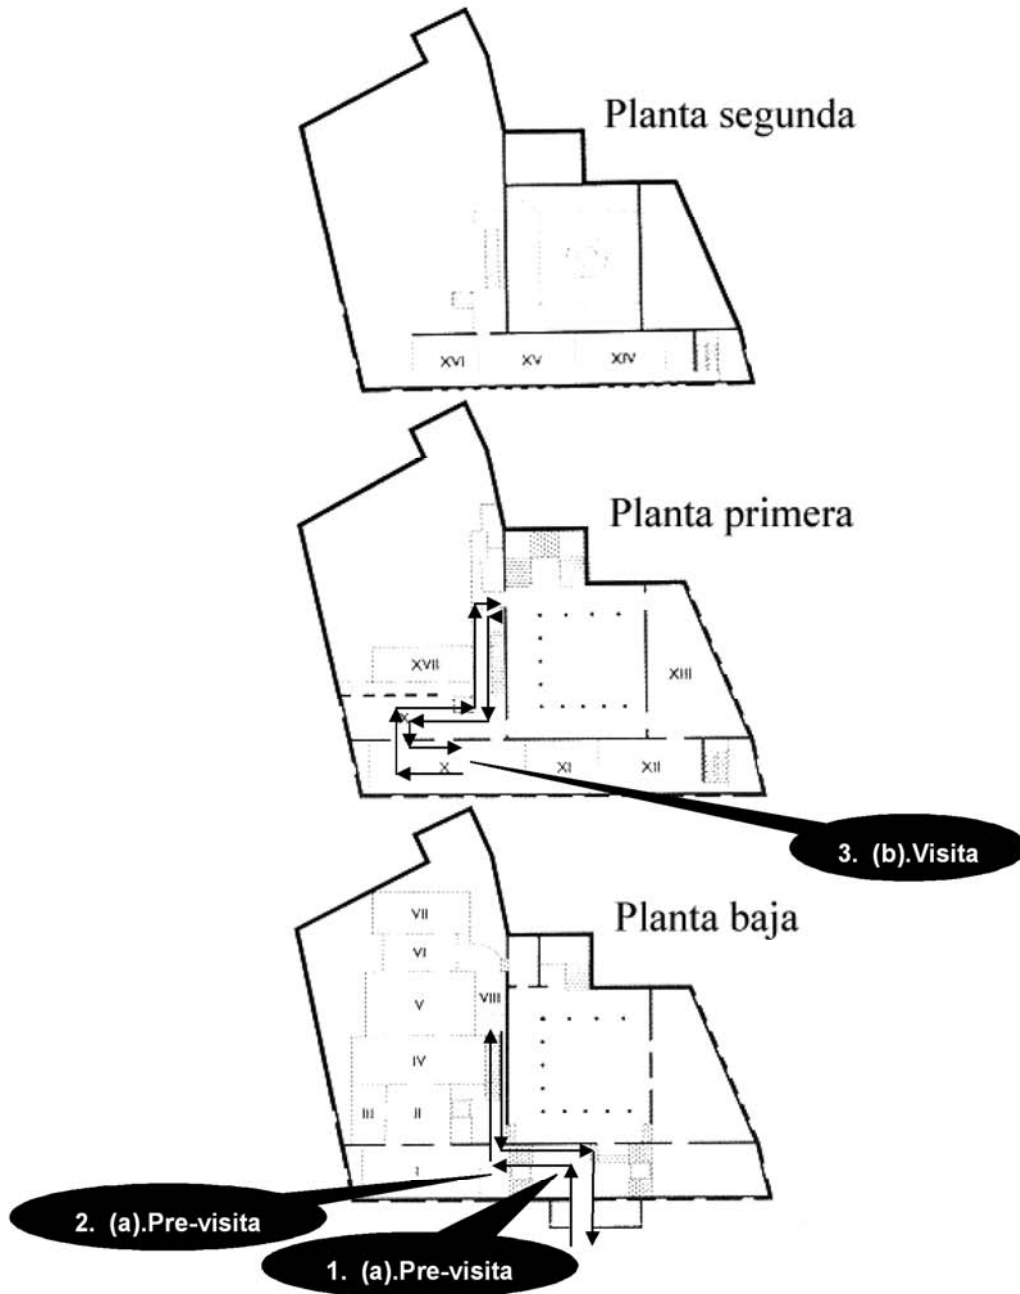 Planta segunda
XVI XV XIV
Planta primera
XVII
XIII
X
X XI XII
3. (b).Visita
Planta baja
VII
VI
V VIII
IV
III II
I
2. (a).Pre-visita
1. (a).Pre-visita